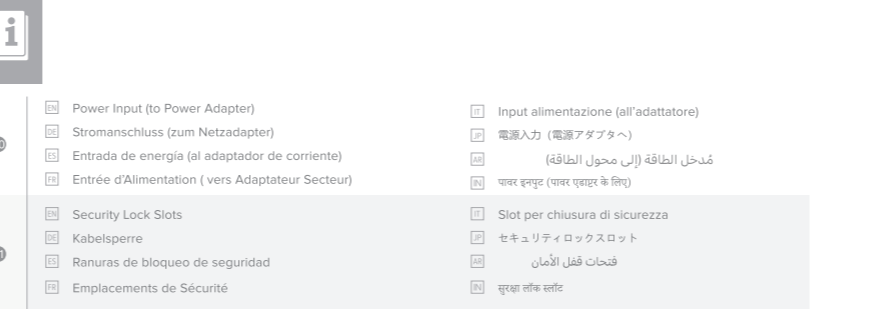 i
EN Power Input (to Power Adapter)
DE Stromanschluss (zum Netzadapter)
ES Entrada de energía (al adaptador de corriente)
FR Entrée d’Alimentation ( vers Adaptateur Secteur)
IT Input alimentazione (all’adattatore)
JP 電源入力（電源アダプタへ）
AR مُدخل الطاقة (إلى محول الطاقة)
IN पावर इनपुट (पावर एडाप्टर के लिए)
EN Security Lock Slots
DE Kabelsperre
ES Ranuras de bloqueo de seguridad
FR Emplacements de Sécurité
IT Slot per chiusura di sicurezza
JP セキュリティロックスロット
AR فتحات قفل الأمان
IN सुरक्षा लॉक स्लॉट